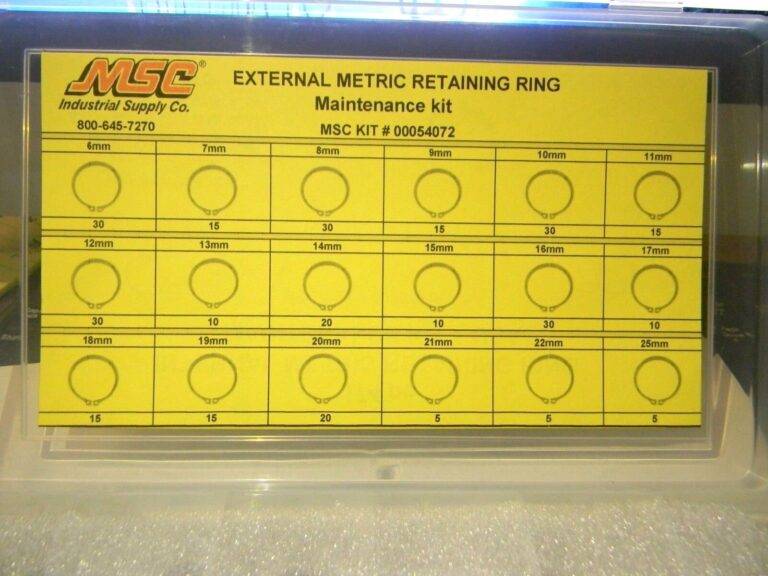 MSC®
Industrial Supply Co.
800-645-7270
EXTERNAL METRIC RETAINING RING
Maintenance kit
MSC KIT # 00054072
6mm 7mm 8mm 9mm 10mm 11mm
30 15 30 15 30 15
12mm 13mm 14mm 15mm 16mm 17mm
30 10 20 10 30 10
18mm 19mm 20mm 21mm 22mm 25mm
15 15 20 5 5 5